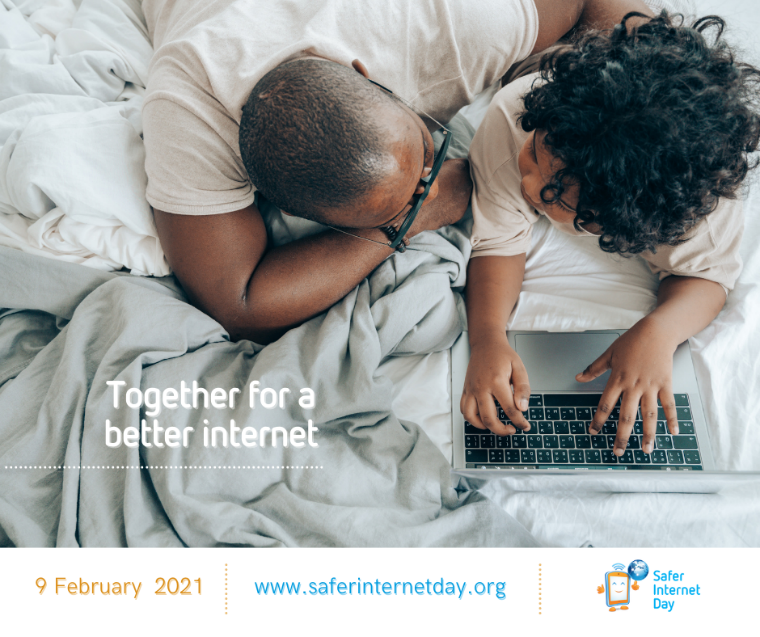 Together for a
better internet
9 February 2021
www.saferinternetday.org
Safer
Internet
Day